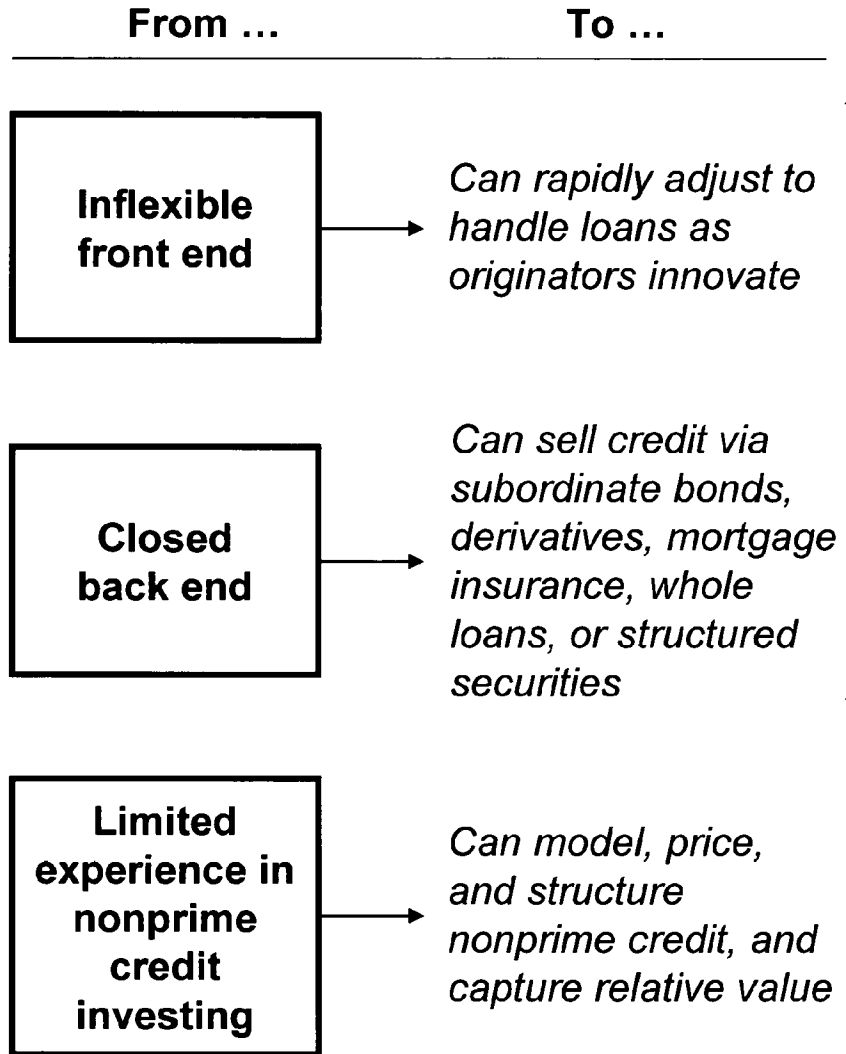 From ...
To ...
Inflexible
front end
Can rapidly adjust to
handle loans as
originators innovate
Closed
back end
Can sell credit via
subordinate bonds,
derivatives, mortgage
insurance, whole
loans, or structured
securities
Limited
experience in
nonprime
credit
investing
Can model, price,
and structure
nonprime credit, and
capture relative value